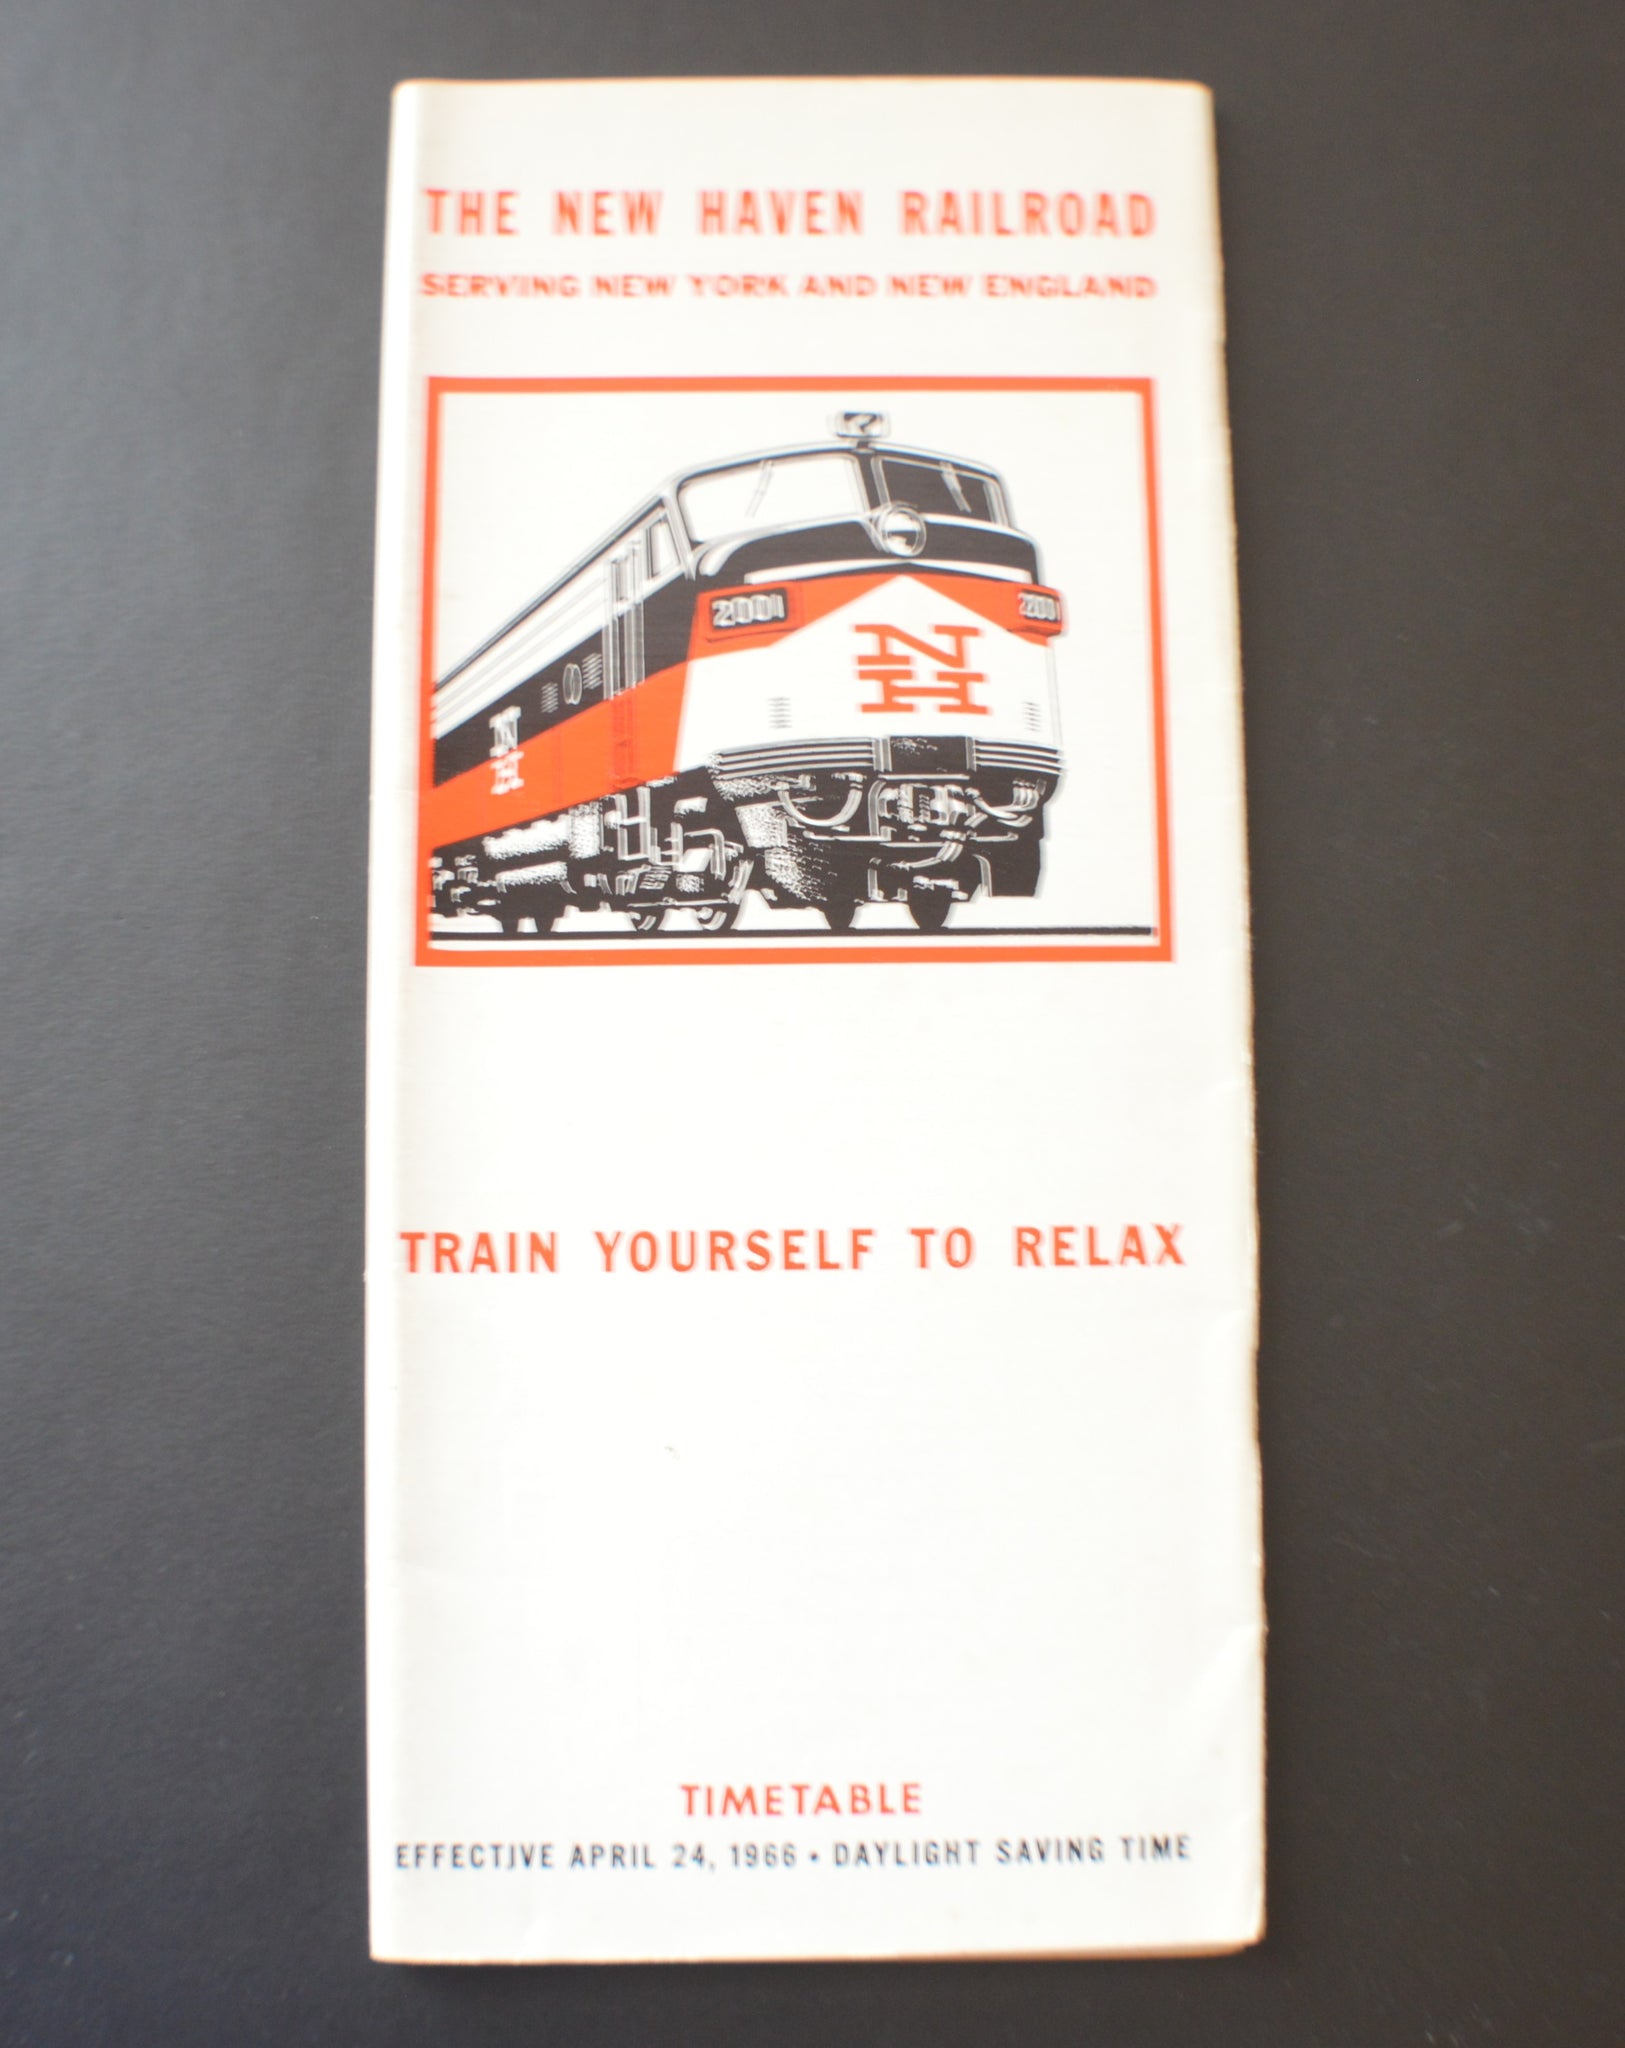 THE NEW HAVEN RAILROAD
SERVING NEW YORK AND NEW ENGLAND
2001
2001
NH
NH
TRAIN YOURSELF TO RELAX
TIMETABLE
EFFECTIVE APRIL 24, 1966 • DAYLIGHT SAVING TIME